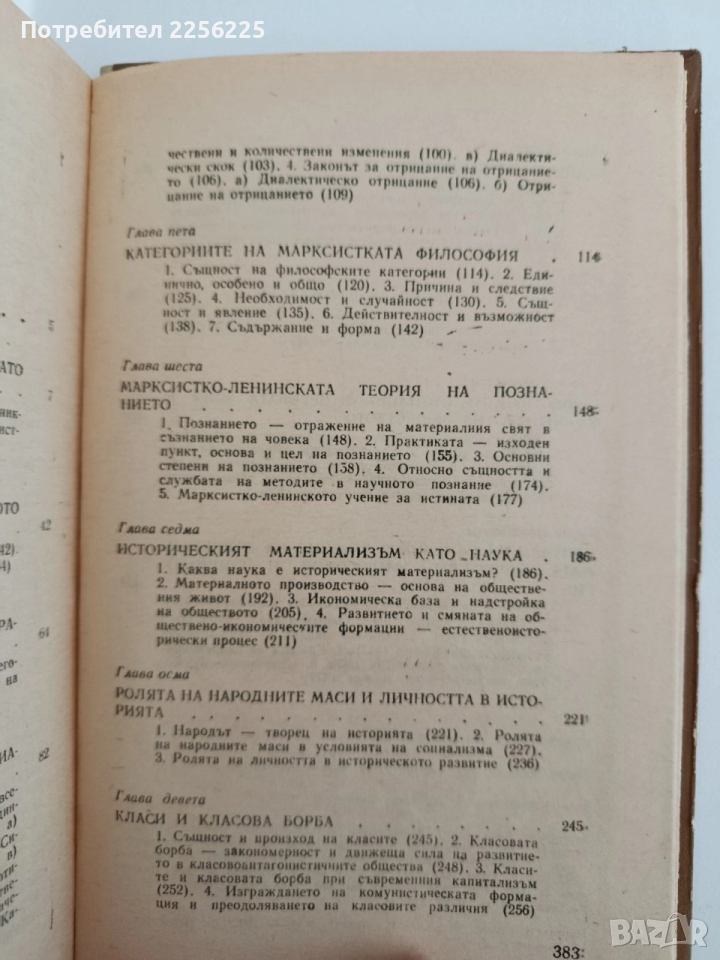 Потребител 2256225
чествени и количествени изменения (100). в) Диалекти-
чески скок (103). 4. Законът за отрицание на отрицание-
то (106). а) Диалектическо отрицание (106). б) Отри-
цание на отрицанието (109)
Глава пета
КАТЕГОРИИТЕ НА МАРКСИСТКАТА ФИЛОСОФИЯ . 114
1. Същност на философските категории (114). 2. Еди-
нично, особено и общо (120). 3. Причина и следствие
(125). 4. Необходимост и случайност (130). 5. Същ-
ност и явление (135). 6. Действителност и възможност
(138). 7. Съдържание и форма (142)
Глава шеста
МАРКСИСТКО-ЛЕНИНСКАТА ТЕОРИЯ НА ПОЗНА-
НИЕТО . . . . . . . . . . . . . 148
1. Познанието — отражение на материалния свят в
съзнанието на човека (148). 2. Практиката — изходен
пункт, основа и цел на познанието (155). 3. Основни
степени на познанието (158). 4. Относно същността и
службата на методите в научното познание (174).
5. Марксистко-ленинското учение за истината (177)
Глава седма
ИСТОРИЧЕСКИЯТ МАТЕРИАЛИЗЪМ КАТО НАУКА . 186
1. Каква наука е историческият материализъм? (186).
2. Материалното производство — основа на обществе-
ния живот (192). 3. Икономическа база и надстройка
на обществото (205). 4. Развитието и смяната на об-
ществено-икономическите формации — естественоисто-
рически процес (211)
Глава осма
РОЛЯТА НА НАРОДНИТЕ МАСИ И ЛИЧНОСТТА В ИСТО-
РИЯТА . . . . . . . . . . . . . 221
1. Народът — творец на историята (221). 2. Ролята
на народните маси в условията на социализма (227).
3. Ролята на личността в историческото развитие (236)
Глава девета
КЛАСИ И КЛАСОВА БОРБА . . . . . . . 245
1. Същност и произход на класите (245). 2. Класовата
борба — закономерност и движеща сила на развитие-
то в класовоантагонистичните общества (248). 3. Класи-
те и класовата борба при съвременния капитализъм
(252). 4. Изграждането на комунистическата форма-
ция и преодоляването на класовите различия (256)
383
BAZAR